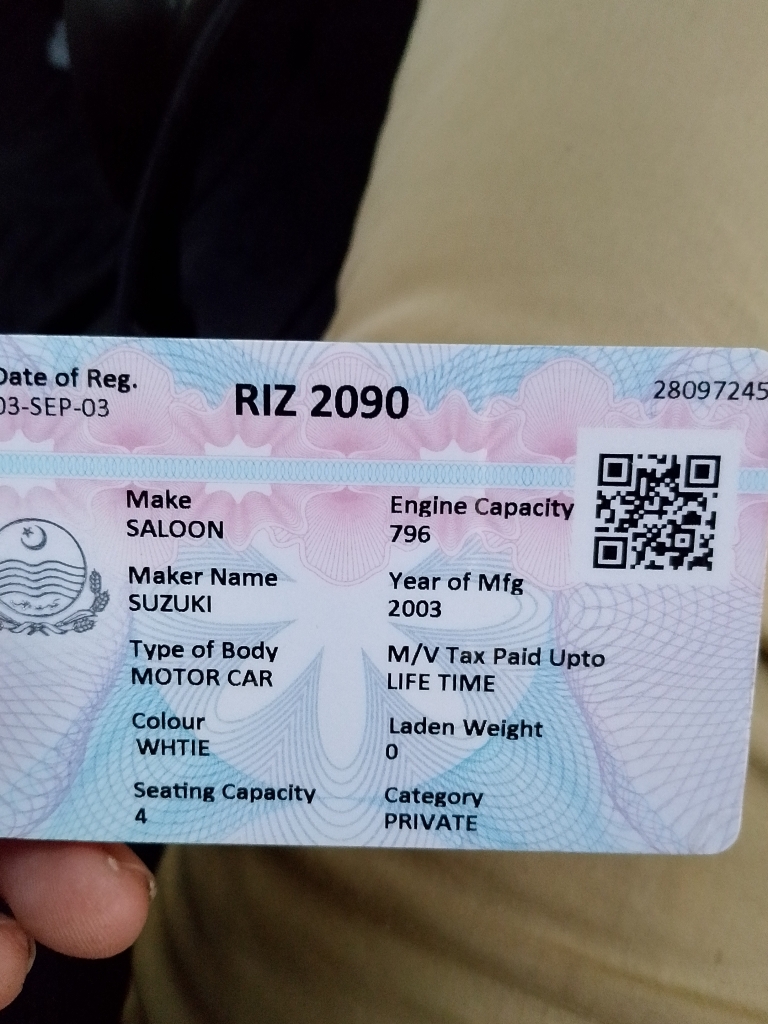 Date of Reg.
03-SEP-03
RIZ 2090
28097245
Make
SALOON
Engine Capacity
796
Maker Name
SUZUKI
Year of Mfg
2003
Type of Body
MOTOR CAR
M/V Tax Paid Upto
LIFE TIME
Colour
WHTIE
Laden Weight
0
Seating Capacity
4
Category
PRIVATE